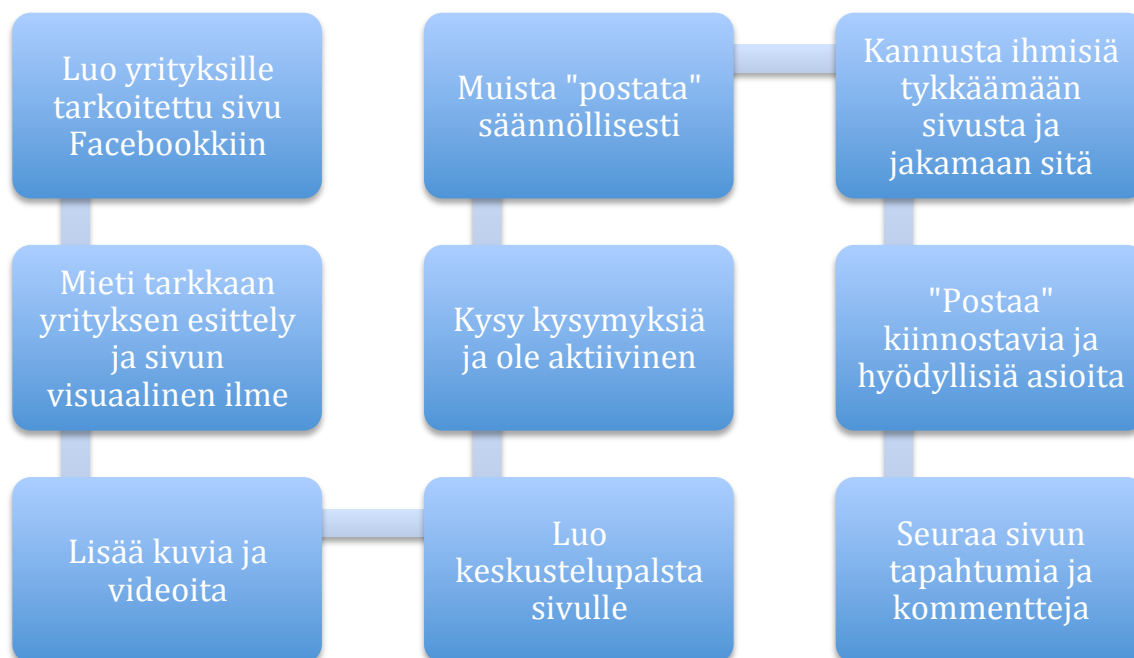 Luo yrityksille
tarkoitettu sivu
Facebookkiin
Mieti tarkkaan
yrityksen esittely
ja sivun
visuaalinen ilme
Lisää kuvia ja
videoita
Luo
keskustelupalsta
sivulle
Kysy kysymyksiä
ja ole aktiivinen
Muista "postata"
säännöllisesti
Kannusta ihmisiä
tykkäämään
sivusta ja
jakamaan sitä
"Postaa"
kiinnostavia ja
hyödyllisiä asioita
Seuraa sivun
tapahtumia ja
kommentteja